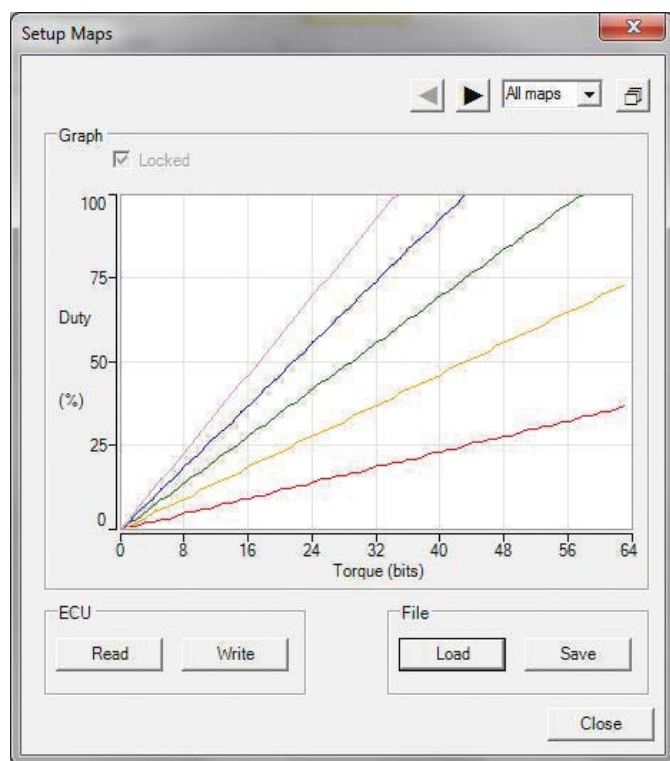 Setup Maps
All maps
Graph
Locked
100
75
Duty
50
(%)
25
0
0 8 16 24 32 40 48 56 64
Torque (bits)
ECU
Read Write
File
Load Save
Close